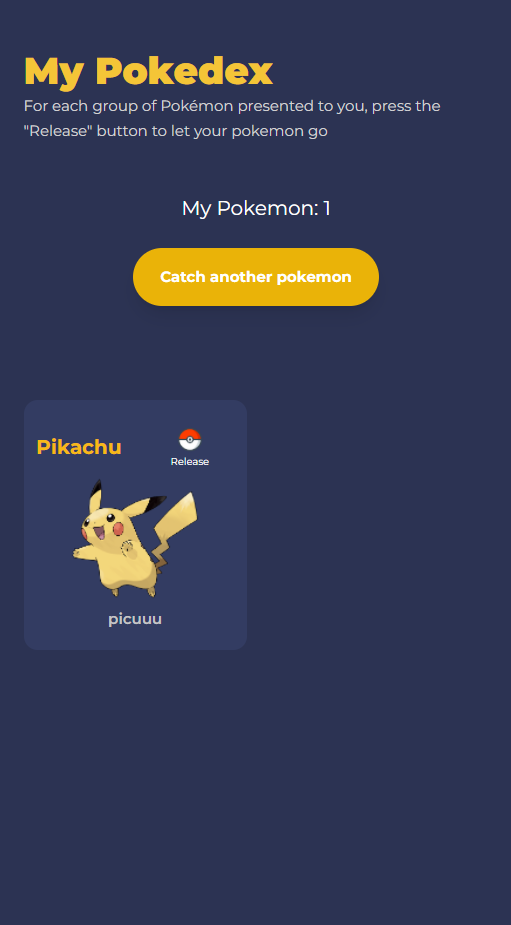 My Pokedex
For each group of Pokémon presented to you, press the
"Release" button to let your pokemon go
My Pokemon: 1
Catch another pokemon
Pikachu
Release
picuuu